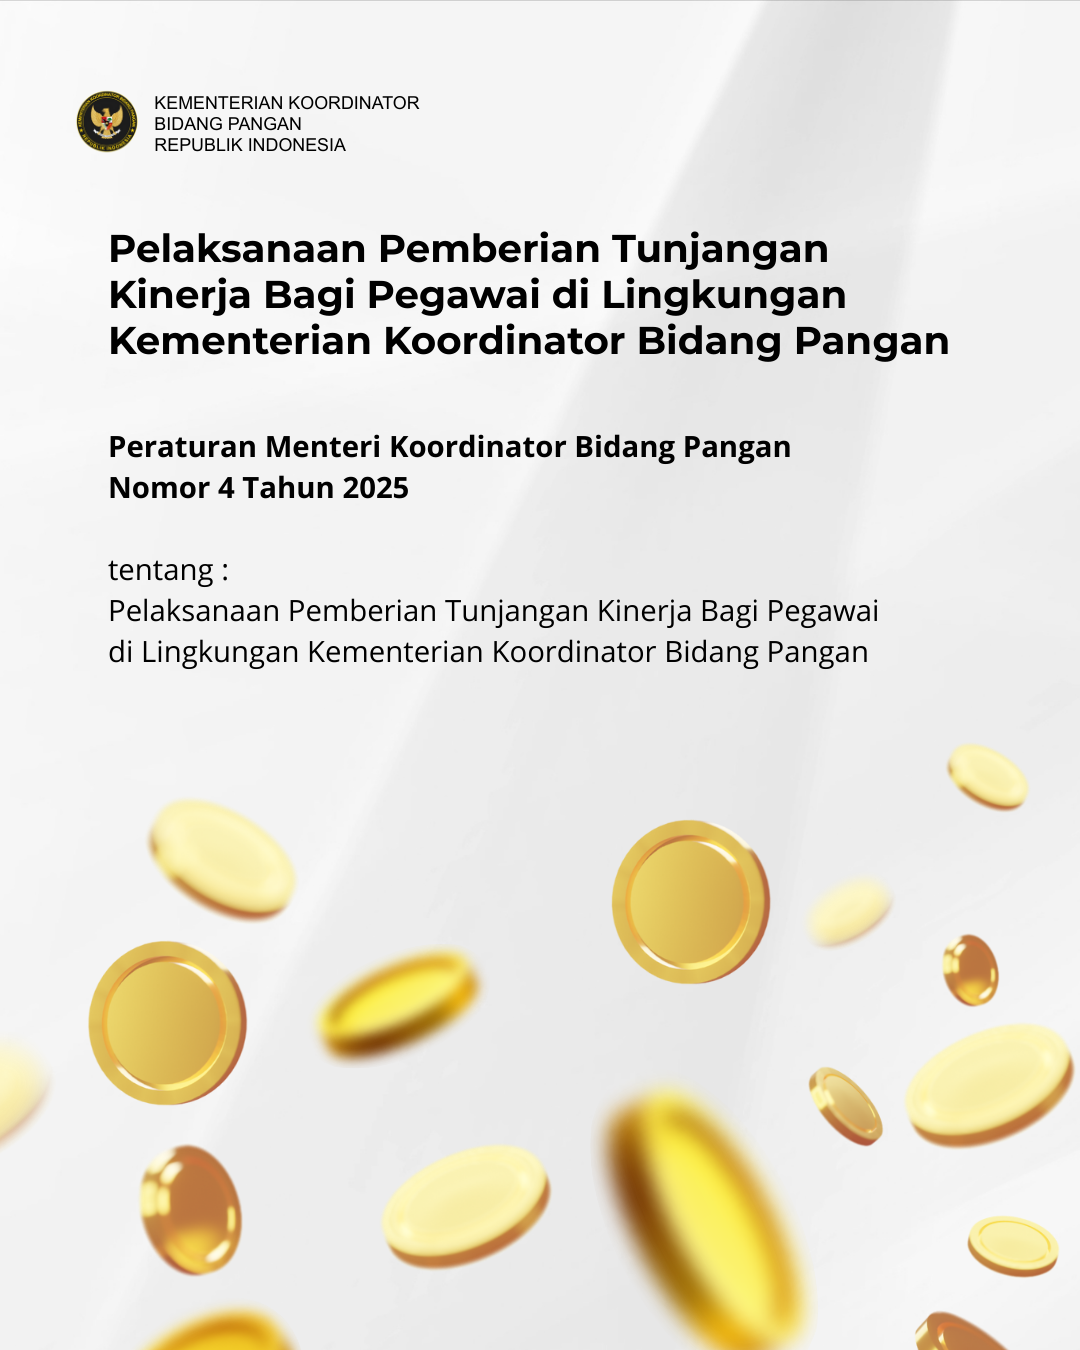 KEMENTERIAN KOORDINATOR
BIDANG PANGAN
REPUBLIK INDONESIA
Pelaksanaan Pemberian Tunjangan
Kinerja Bagi Pegawai di Lingkungan
Kementerian Koordinator Bidang Pangan
Peraturan Menteri Koordinator Bidang Pangan
Nomor 4 Tahun 2025
tentang :
Pelaksanaan Pemberian Tunjangan Kinerja Bagi Pegawai
di Lingkungan Kementerian Koordinator Bidang Pangan